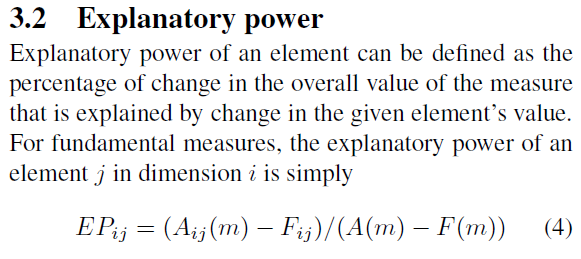 3.2 Explanatory power
Explanatory power of an element can be defined as the
percentage of change in the overall value of the measure
that is explained by change in the given element's value.
For fundamental measures, the explanatory power of an
element j in dimension i is simply
EP_{ij} = (A_{ij}(m) − F_{ij})/(A(m) − F(m)) (4)